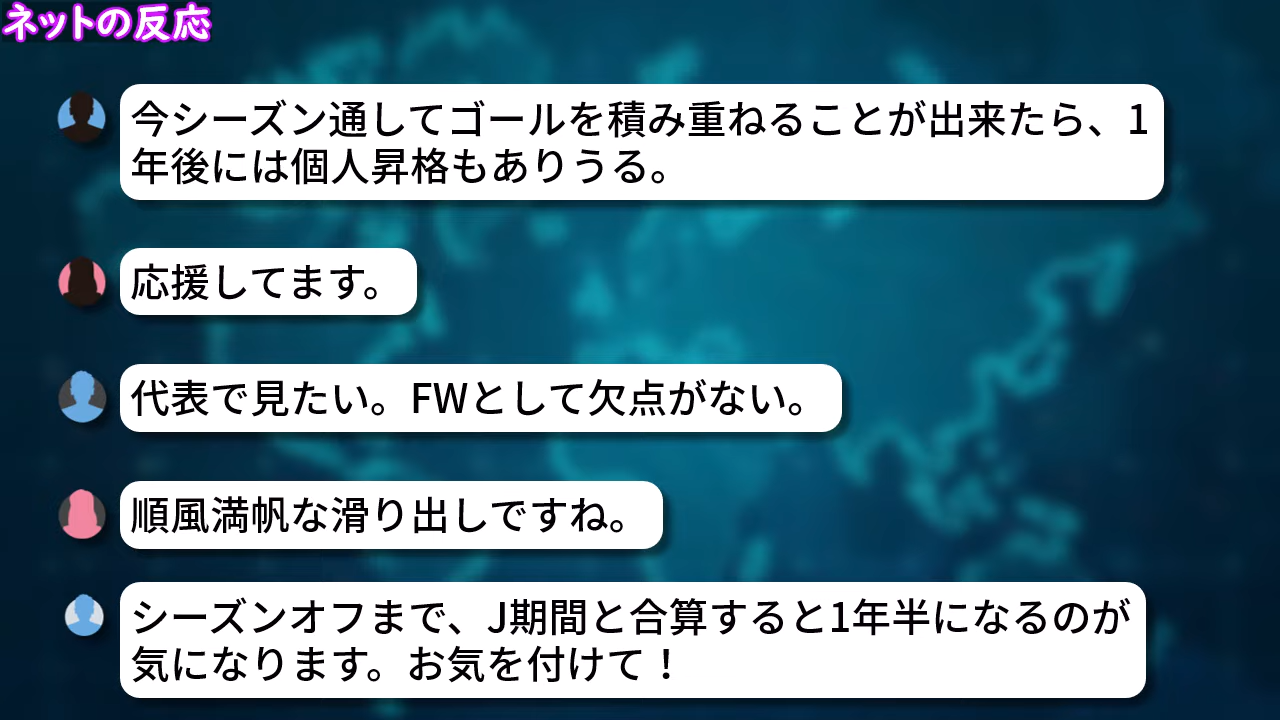 ネットの反応
今シーズン通してゴールを積み重ねることが出来たら、1
年後には個人昇格もありうる。
応援してます。
代表で見たい。FWとして欠点がない。
順風満帆な滑り出しですね。
シーズンオフまで、J期間と合算すると1年半になるのが
気になります。お気を付けて！